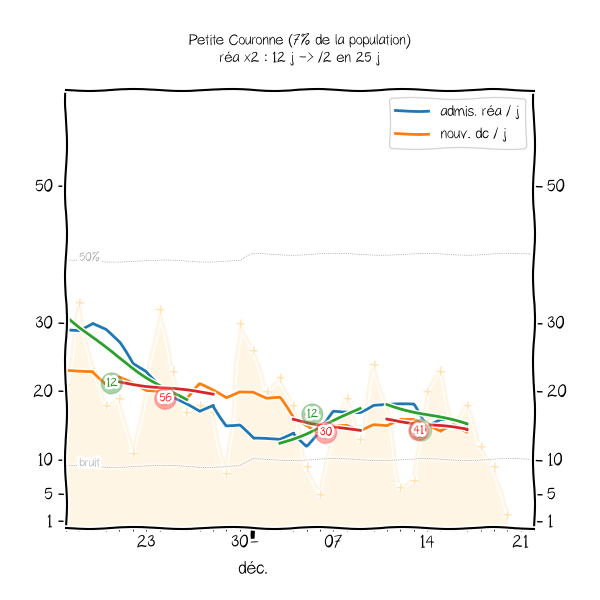 Petite Couronne (7% de la population)
réa x2 : 12 j -> /2 en 25 j
admis. réa / j
nouv. dc / j
50 50
50%
30 30
20 20
12 56 12 30 41
bruit
10 10
5 5
1 1
23 30 07 14 21
déc.